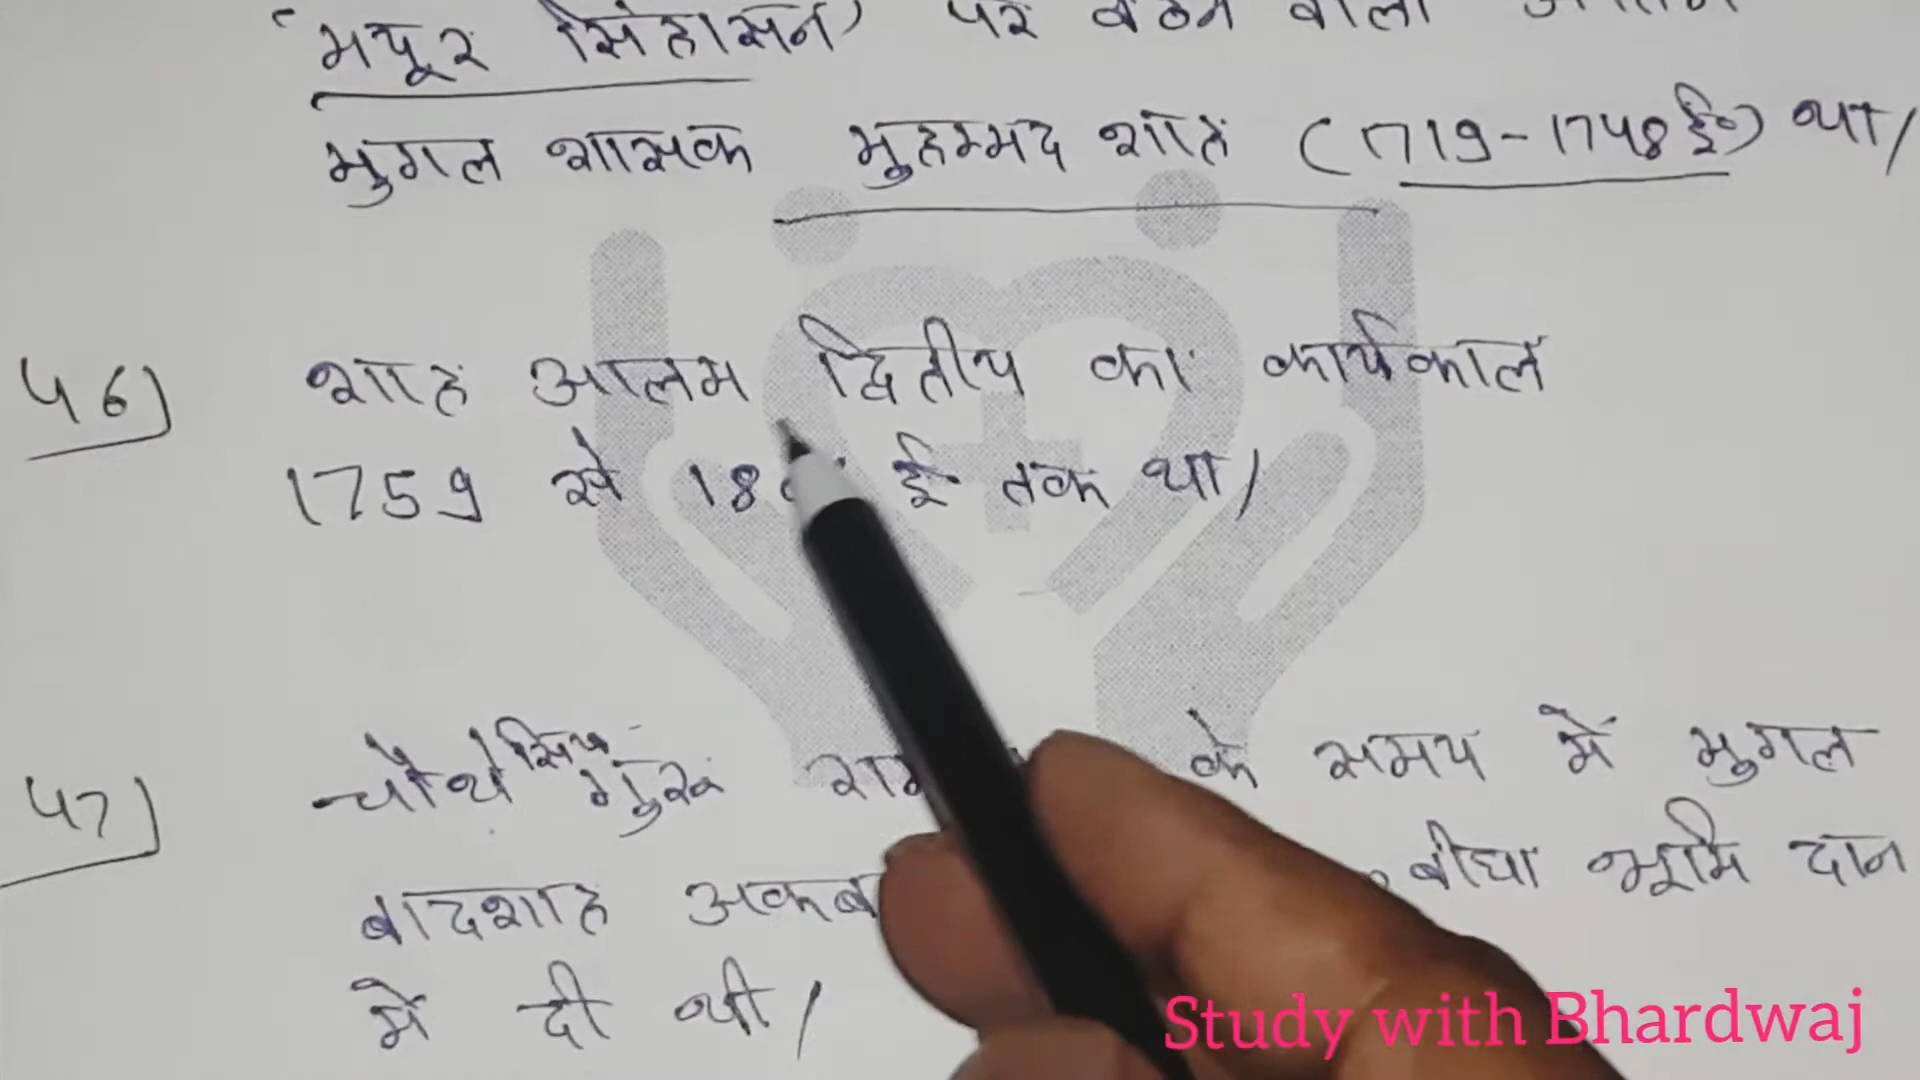 "मयूर सिंहासन" पर बैठने वाला अंतिम
मुगल शासक मुहम्मद शाह (1719-1748 ई०) था/
46) शाह आलम द्वितीय का कार्यकाल
1759 से ई० तक था/
47) चौथे सिख गुरू के समय में मुगल
बादशाह बीघा भूमि दान
में दी थी/
Study with Bhardwaj